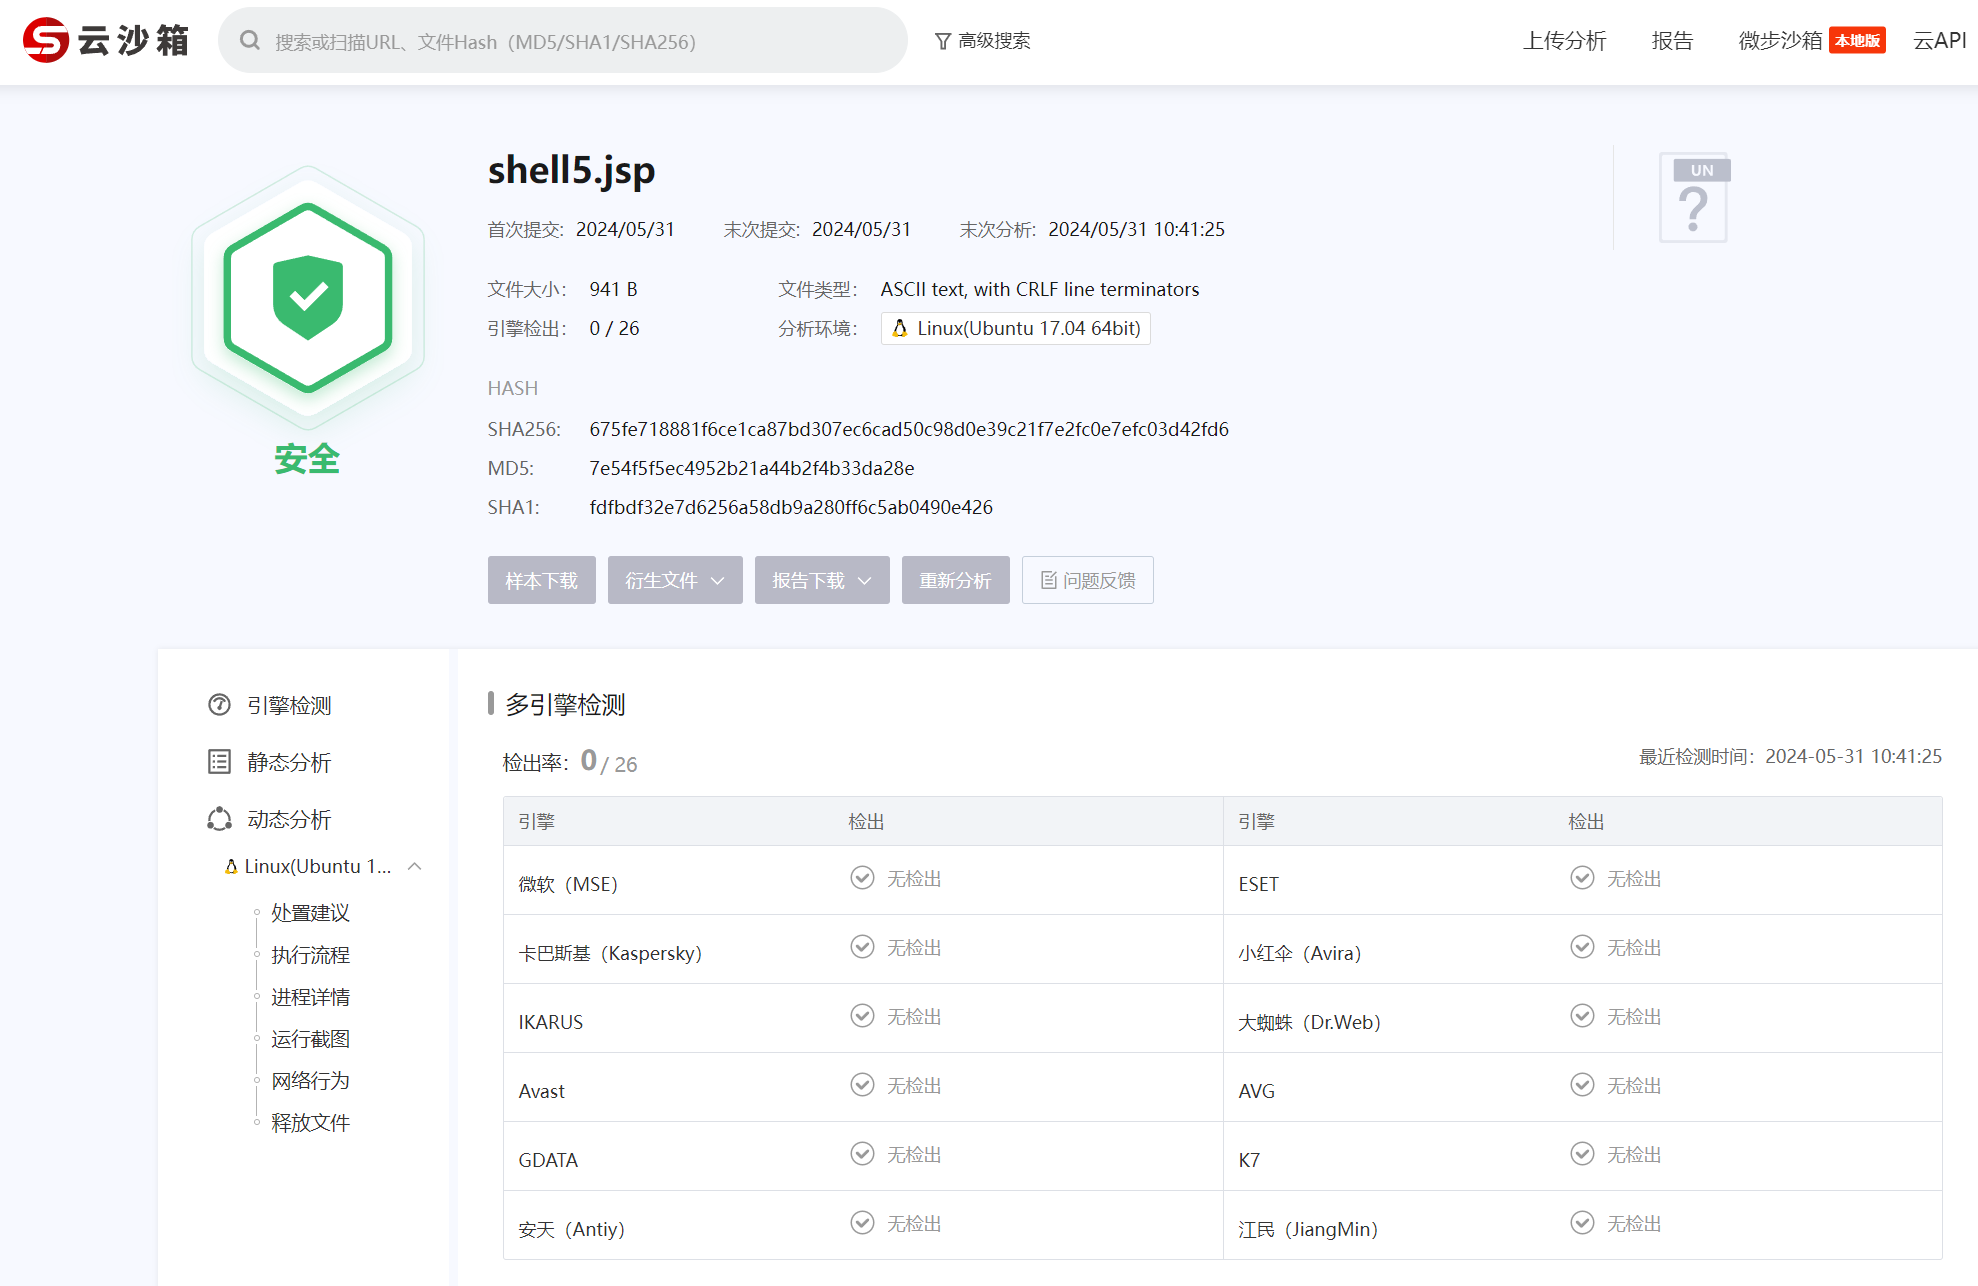 云沙箱
搜索或扫描URL、文件Hash（MD5/SHA1/SHA256）
高级搜索
上传分析
报告
微步沙箱 本地版
云API
shell5.jsp
UN
首次提交: 2024/05/31 末次提交: 2024/05/31 末次分析: 2024/05/31 10:41:25
文件大小: 941 B 文件类型: ASCII text, with CRLF line terminators
引擎检出: 0 / 26 分析环境: Linux(Ubuntu 17.04 64bit)
HASH
SHA256: 675fe718881f6ce1ca87bd307ec6cad50c98d0e39c21f7e2fc0e7efc03d42fd6
MD5: 7e54f5f5ec4952b21a44b2f4b33da28e
SHA1: fdfbdf32e7d6256a58db9a280ff6c5ab0490e426
安全
样本下载 衍生文件 报告下载 重新分析 问题反馈
引擎检测
静态分析
动态分析
Linux(Ubuntu 1...
处置建议
执行流程
进程详情
运行截图
网络行为
释放文件
多引擎检测
检出率: 0 / 26
最近检测时间: 2024-05-31 10:41:25
引擎 检出 引擎 检出
微软（MSE） 无检出 ESET 无检出
卡巴斯基（Kaspersky） 无检出 小红伞（Avira） 无检出
IKARUS 无检出 大蜘蛛（Dr.Web） 无检出
Avast 无检出 AVG 无检出
GDATA 无检出 K7 无检出
安天（Antiy） 无检出 江民（JiangMin） 无检出